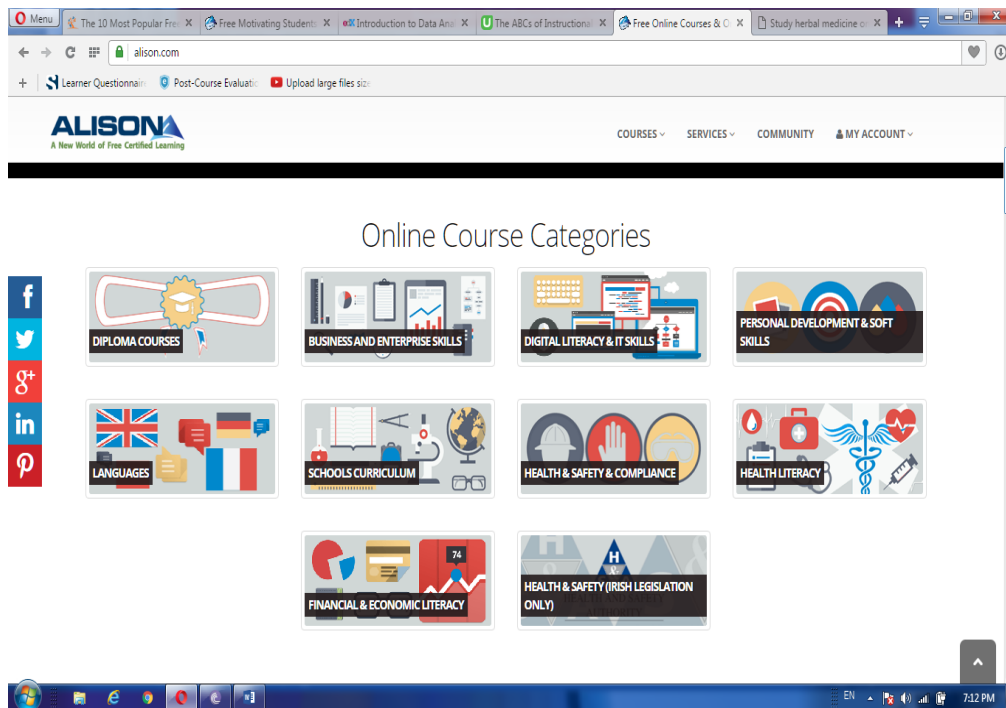 Menu
The 10 Most Popular Fre
Free Motivating Students
Introduction to Data Ana
The ABCs of Instructional
Free Online Courses & O
Study herbal medicine o
alison.com
Learner Questionnair
Post-Course Evaluatio
Upload large files size
ALISON
A New World of Free Certified Learning
COURSES
SERVICES
COMMUNITY
MY ACCOUNT
Online Course Categories
DIPLOMA COURSES
BUSINESS AND ENTERPRISE SKILLS
DIGITAL LITERACY & IT SKILLS
PERSONAL DEVELOPMENT & SOFT
SKILLS
LANGUAGES
SCHOOLS CURRICULUM
HEALTH & SAFETY & COMPLIANCE
HEALTH LITERACY
74
FINANCIAL & ECONOMIC LITERACY
H
&
HEALTH & SAFETY (IRISH LEGISLATION
ONLY)
AUTHORITY
EN
7:12 PM